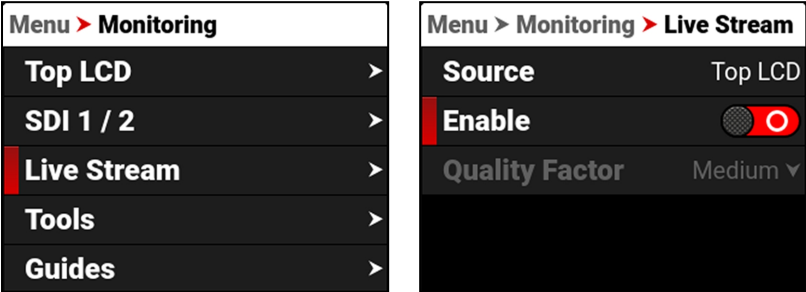 Menu ➤ Monitoring
Top LCD
SDI 1 / 2
Live Stream
Tools
Guides
Menu ➤ Monitoring ➤ Live Stream
Source Top LCD
Enable
Quality Factor Medium